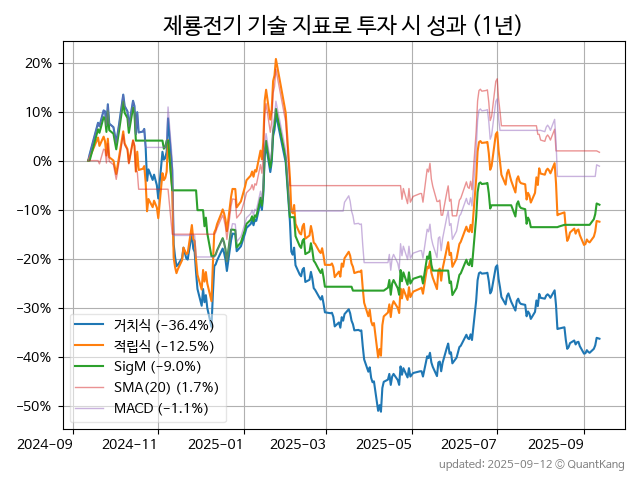 제룡전기 기술 지표로 투자 시 성과 (1년)
20%
10%
0%
−10%
−20%
−30%
−40%
−50%
거치식 (−36.4%)
적립식 (−12.5%)
SigM (−9.0%)
SMA(20) (1.7%)
MACD (−1.1%)
2024-09 2024-11 2025-01 2025-03 2025-05 2025-07 2025-09
updated: 2025-09-12 © QuantKang